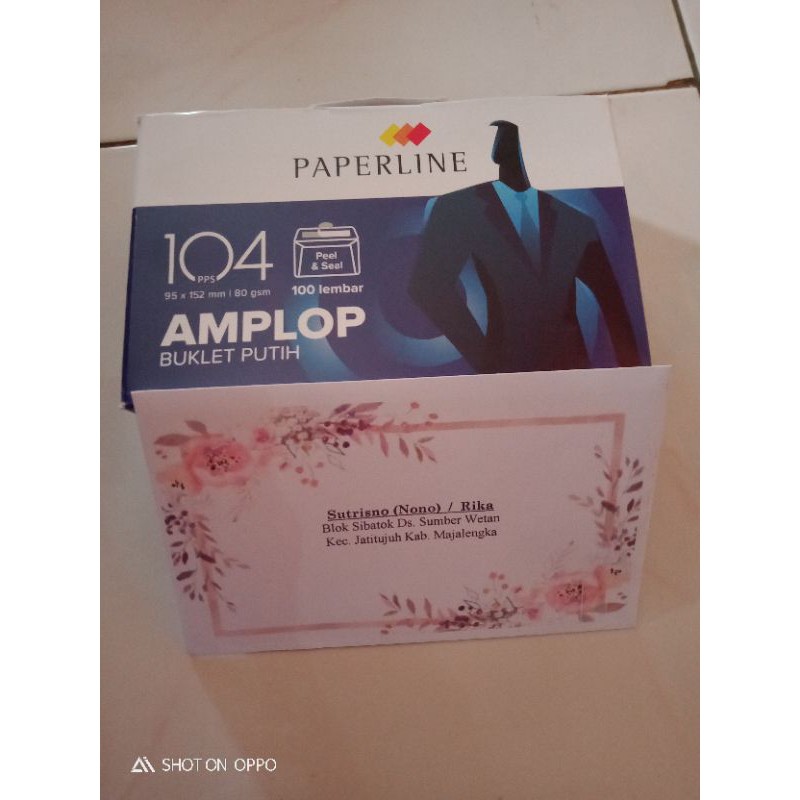 PAPERLINE
104
PPS
95 x 152 mm | 80 gsm
Peel
& Seal
100 lembar
AMPLOP
BUKLET PUTIH
Sutrisno (Nono) / Rika
Blok Sibatok Ds. Sumber Wetan
Kec. Jatitujuh Kab. Majalengka
SHOT ON OPPO